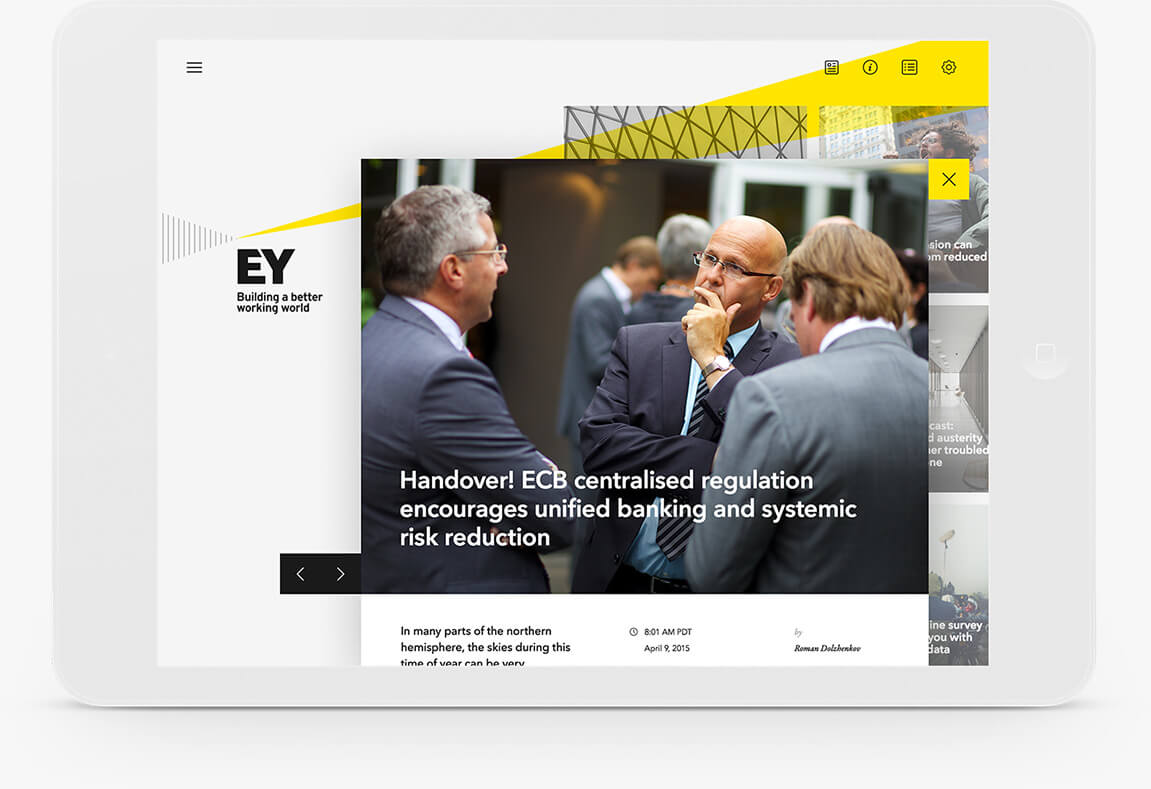 EY
Building a better
working world
Handover! ECB centralised regulation
encourages unified banking and systemic
risk reduction
In many parts of the northern
hemisphere, the skies during this
time of year can be very
8:01 AM PDT
April 9, 2015
by
Roman Dolzhenkov
sion can
om reduced
cast:
d austerity
er troubled
ne
ine survey
you with
data